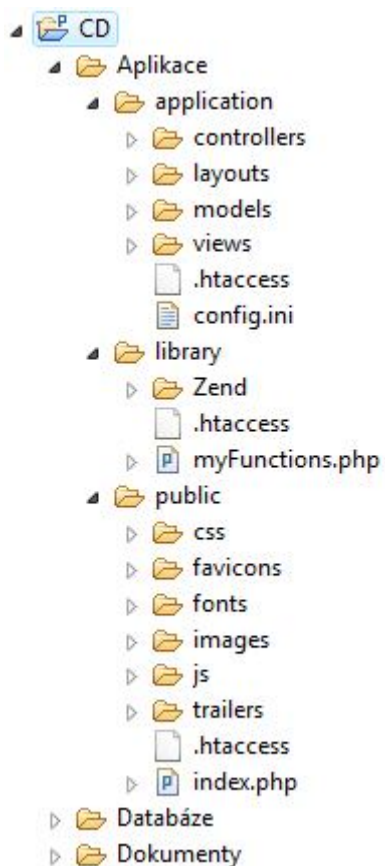 CD
Aplikace
application
controllers
layouts
models
views
.htaccess
config.ini
library
Zend
.htaccess
myFunctions.php
public
css
favicons
fonts
images
js
trailers
.htaccess
index.php
Databáze
Dokumenty